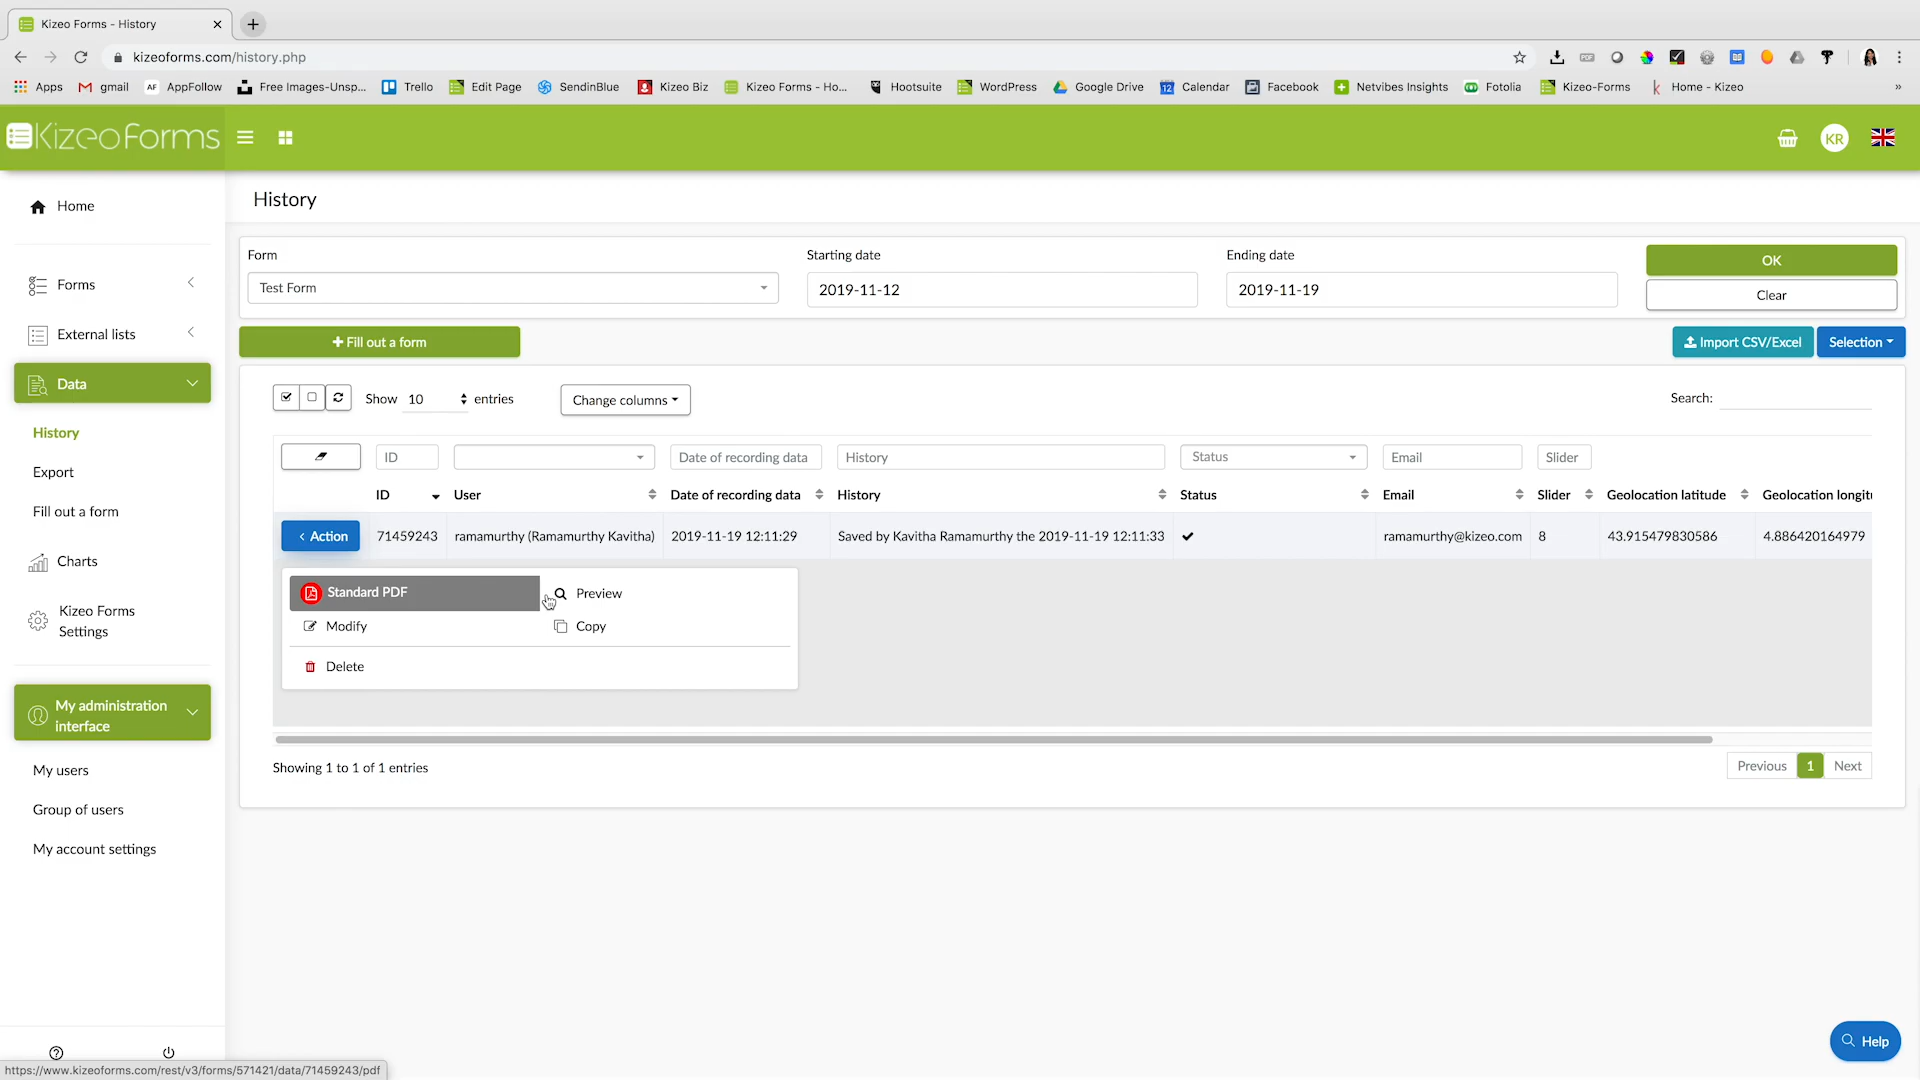 Kizeo Forms - History
kizeoforms.com/history.php
Apps
gmail
AF AppFollow
Free Images-Unsp...
Trello
Edit Page
SendinBlue
Kizeo Biz
Kizeo Forms - Ho...
Hootsuite
WordPress
Google Drive
12 Calendar
Facebook
Netvibes Insights
Fotolia
Kizeo-Forms
k Home - Kizeo
»
KizeoForms
KR
Home
Forms
External lists
Data
History
Export
Fill out a form
Charts
Kizeo Forms
Settings
My administration
interface
My users
Group of users
My account settings
History
Form
Starting date
Ending date
OK
Test Form
2019-11-12
2019-11-19
Clear
+ Fill out a form
Import CSV/Excel
Selection
Show 10 entries
Change columns
Search:
ID
Date of recording data
History
Status
Email
Slider
ID
User
Date of recording data
History
Status
Email
Slider
Geolocation latitude
Geolocation longitu
Action
71459243
ramamurthy (Ramamurthy Kavitha)
2019-11-19 12:11:29
Saved by Kavitha Ramamurthy the 2019-11-19 12:11:33
ramamurthy@kizeo.com
8
43.915479830586
4.886420164979
Standard PDF
Preview
Modify
Copy
Delete
Showing 1 to 1 of 1 entries
Previous
1
Next
Help
https://www.kizeoforms.com/rest/v3/forms/571421/data/71459243/pdf